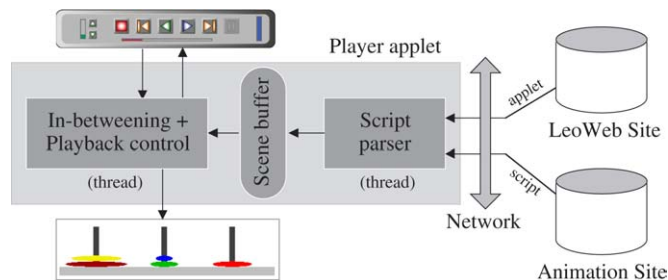 Player applet
In-betweening +
Playback control
(thread)
Scene buffer
Script
parser
(thread)
Network
applet
script
LeoWeb Site
Animation Site